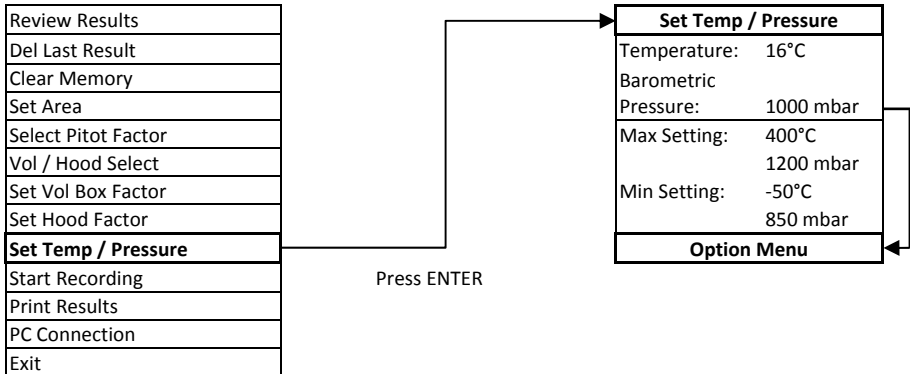 Review Results
Del Last Result
Clear Memory
Set Area
Select Pitot Factor
Vol / Hood Select
Set Vol Box Factor
Set Hood Factor
Set Temp / Pressure
Start Recording
Print Results
PC Connection
Exit
Press ENTER
Set Temp / Pressure
Temperature: 16°C
Barometric
Pressure: 1000 mbar
Max Setting: 400°C
1200 mbar
Min Setting: -50°C
850 mbar
Option Menu